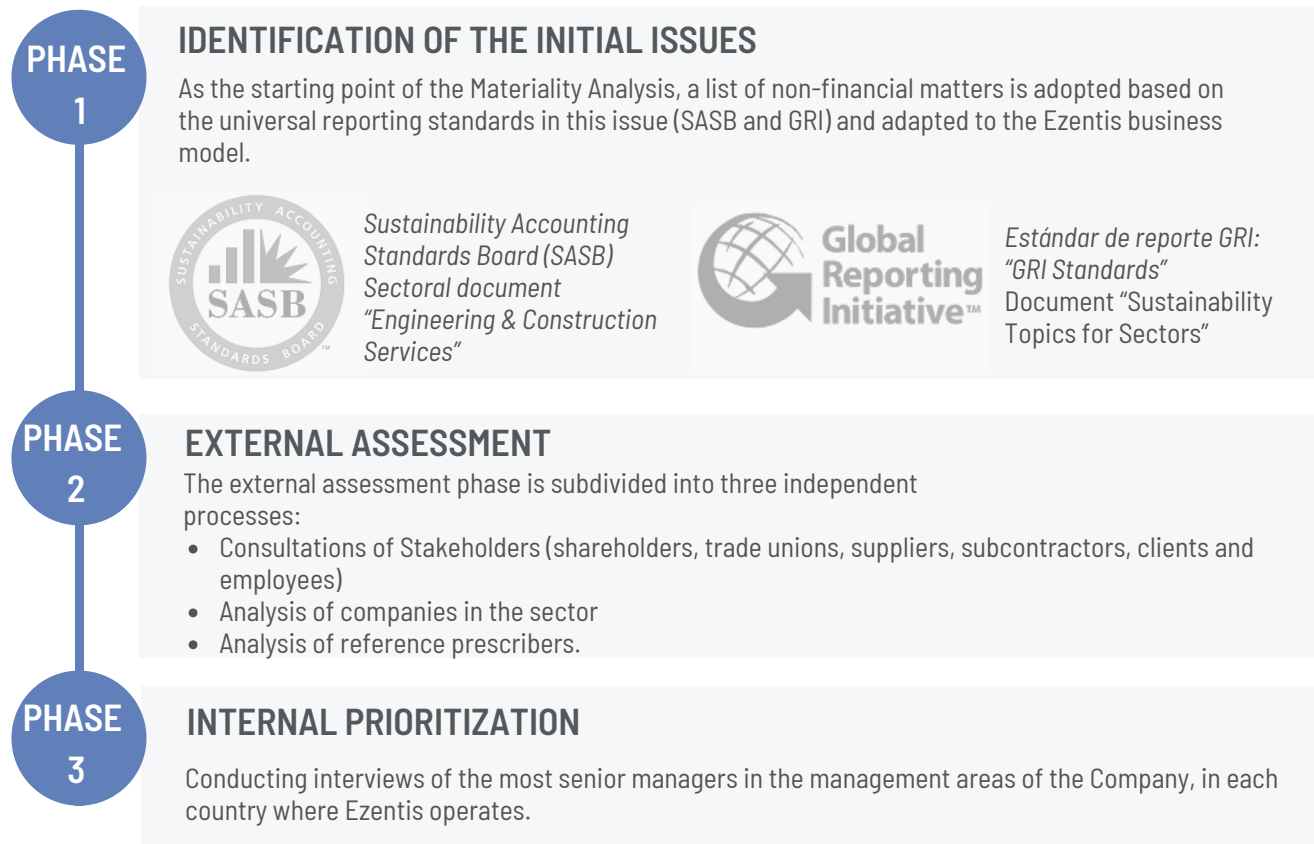 PHASE
1
IDENTIFICATION OF THE INITIAL ISSUES
As the starting point of the Materiality Analysis, a list of non-financial matters is adopted based on
the universal reporting standards in this issue (SASB and GRI) and adapted to the Ezentis business
model.
SUSTAINABILITY ACCOUNTING
SASB
STANDARDS BOARD
TM
Sustainability Accounting
Standards Board (SASB)
Sectoral document
“Engineering & Construction
Services”
Global
Reporting
Initiative™
Estándar de reporte GRI:
“GRI Standards”
Document “Sustainability
Topics for Sectors”
PHASE
2
EXTERNAL ASSESSMENT
The external assessment phase is subdivided into three independent
processes:
• Consultations of Stakeholders (shareholders, trade unions, suppliers, subcontractors, clients and
employees)
• Analysis of companies in the sector
• Analysis of reference prescribers.
PHASE
3
INTERNAL PRIORITIZATION
Conducting interviews of the most senior managers in the management areas of the Company, in each
country where Ezentis operates.